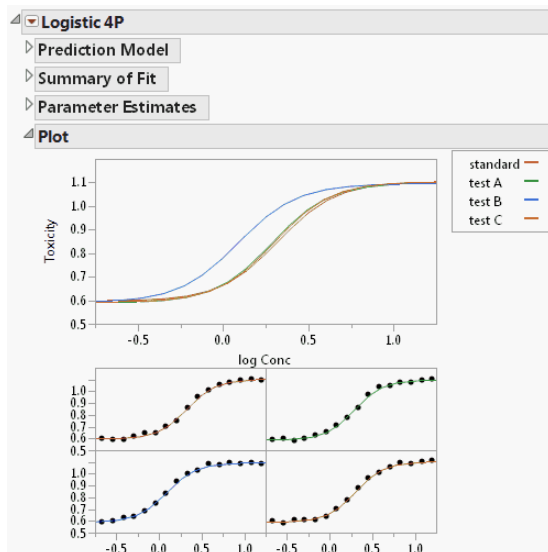 Logistic 4P
Prediction Model
Summary of Fit
Parameter Estimates
Plot
standard
test A
test B
test C
1.1
1.0
0.9
0.8
0.7
0.6
0.5
Toxicity
-0.5 0.0 0.5 1.0
log Conc
1.0
0.9
0.8
0.7
0.6
0.5
1.0
0.9
0.8
0.7
0.6
0.5
-0.5 0.0 0.5 1.0 -0.5 0.0 0.5 1.0